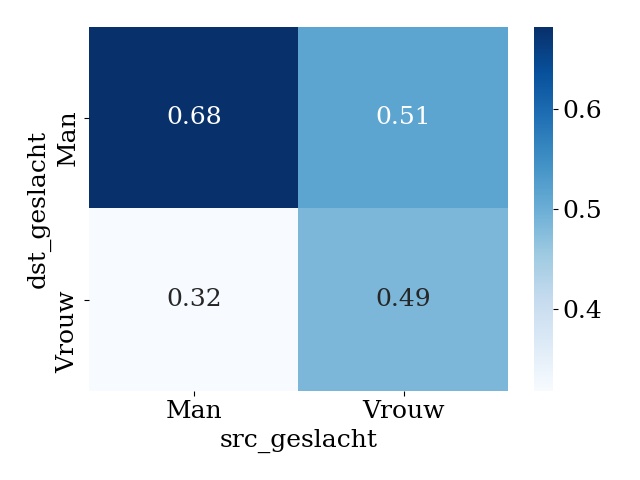 dst_geslacht
Man
Vrouw
0.68
0.51
0.32
0.49
Man
Vrouw
src_geslacht
0.6
0.5
0.4